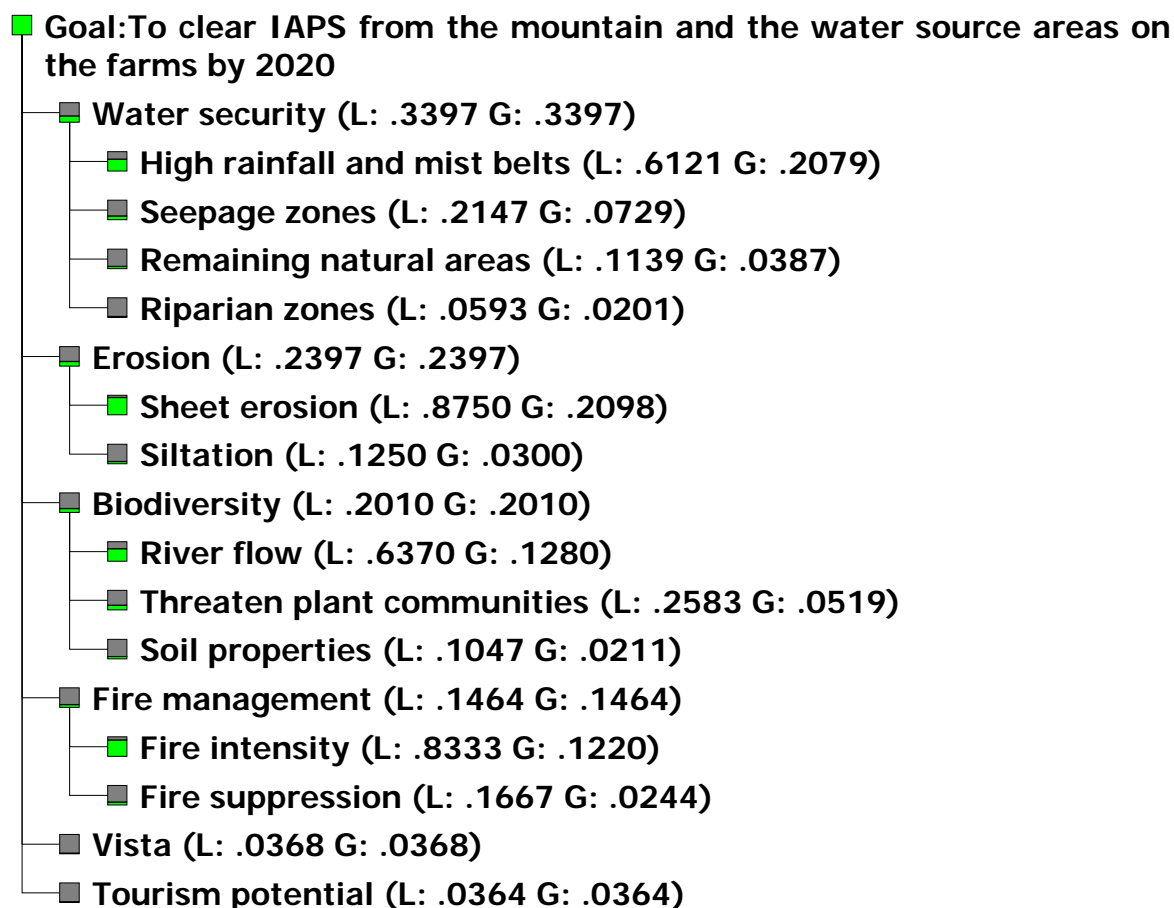 Goal:To clear IAPS from the mountain and the water source areas on
the farms by 2020
Water security (L: .3397 G: .3397)
High rainfall and mist belts (L: .6121 G: .2079)
Seepage zones (L: .2147 G: .0729)
Remaining natural areas (L: .1139 G: .0387)
Riparian zones (L: .0593 G: .0201)
Erosion (L: .2397 G: .2397)
Sheet erosion (L: .8750 G: .2098)
Siltation (L: .1250 G: .0300)
Biodiversity (L: .2010 G: .2010)
River flow (L: .6370 G: .1280)
Threaten plant communities (L: .2583 G: .0519)
Soil properties (L: .1047 G: .0211)
Fire management (L: .1464 G: .1464)
Fire intensity (L: .8333 G: .1220)
Fire suppression (L: .1667 G: .0244)
Vista (L: .0368 G: .0368)
Tourism potential (L: .0364 G: .0364)